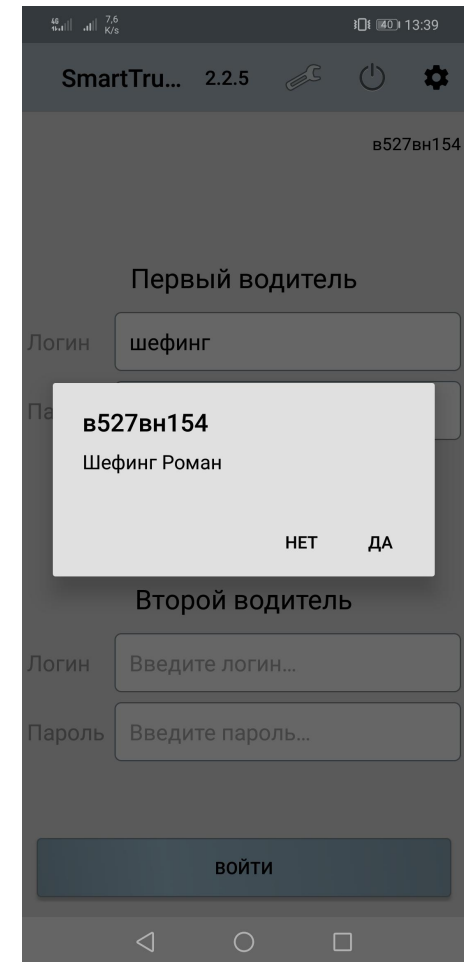 4G 7,6 K/s 40 13:39
SmartTru... 2.2.5
в527вн154
Первый водитель
Логин шефинг
Па
в527вн154
Шефинг Роман
НЕТ ДА
Второй водитель
Логин Введите логин...
Пароль Введите пароль...
ВОЙТИ